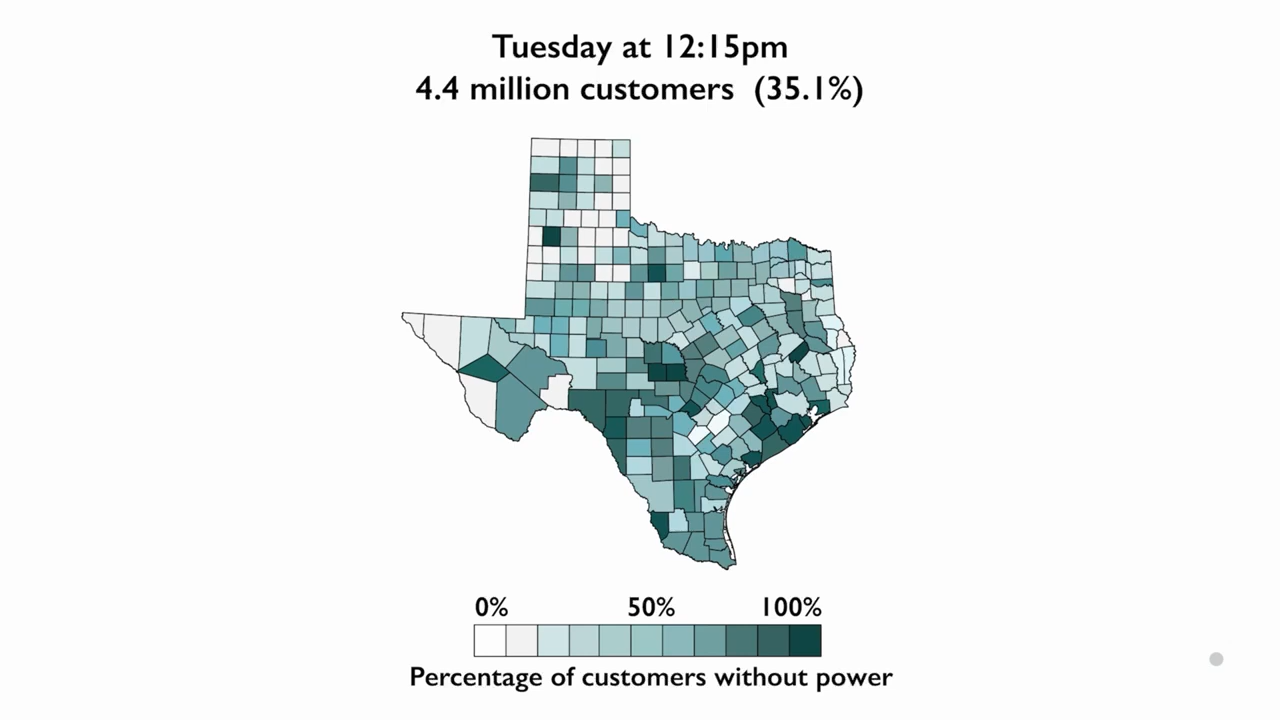 Tuesday at 12:15pm
4.4 million customers (35.1%)
0% 50% 100%
Percentage of customers without power